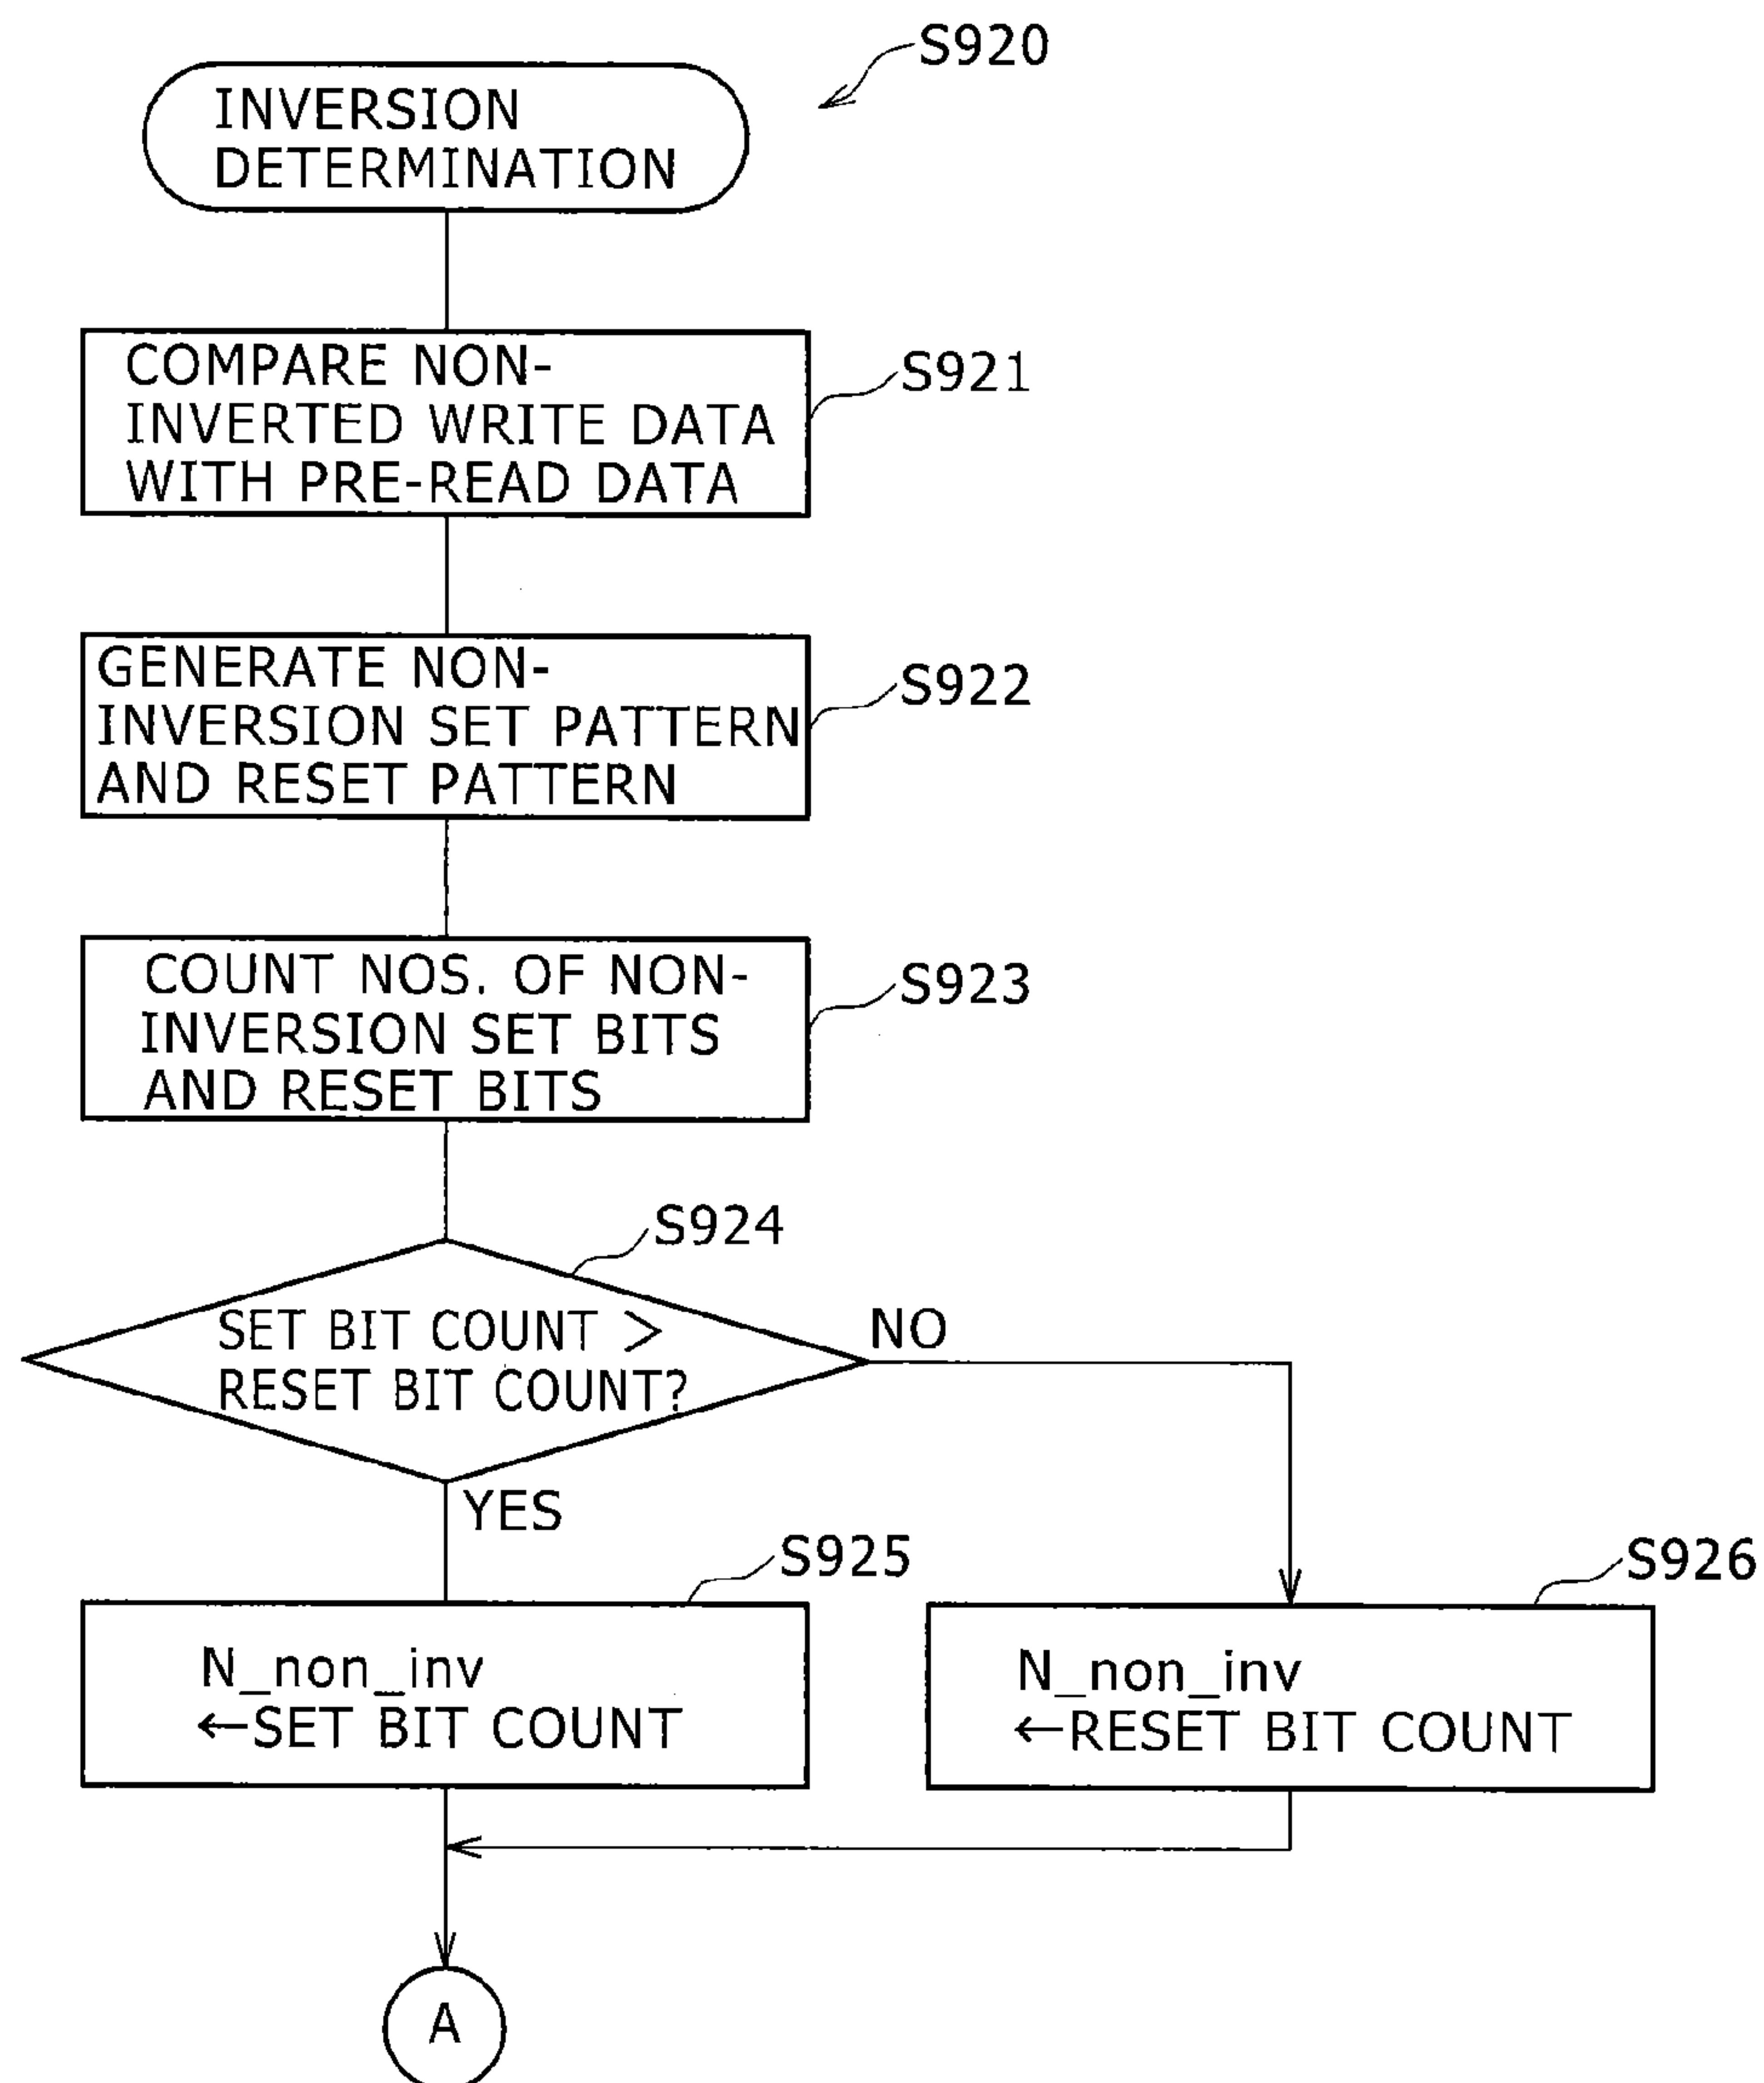 S920
INVERSION
DETERMINATION
COMPARE NON-
INVERTED WRITE DATA
WITH PRE-READ DATA
S921
GENERATE NON-
INVERSION SET PATTERN
AND RESET PATTERN
S922
COUNT NOS. OF NON-
INVERSION SET BITS
AND RESET BITS
S923
S924
SET BIT COUNT >
RESET BIT COUNT?
NO
YES
S925
N_non_inv
←SET BIT COUNT
S926
N_non_inv
←RESET BIT COUNT
A